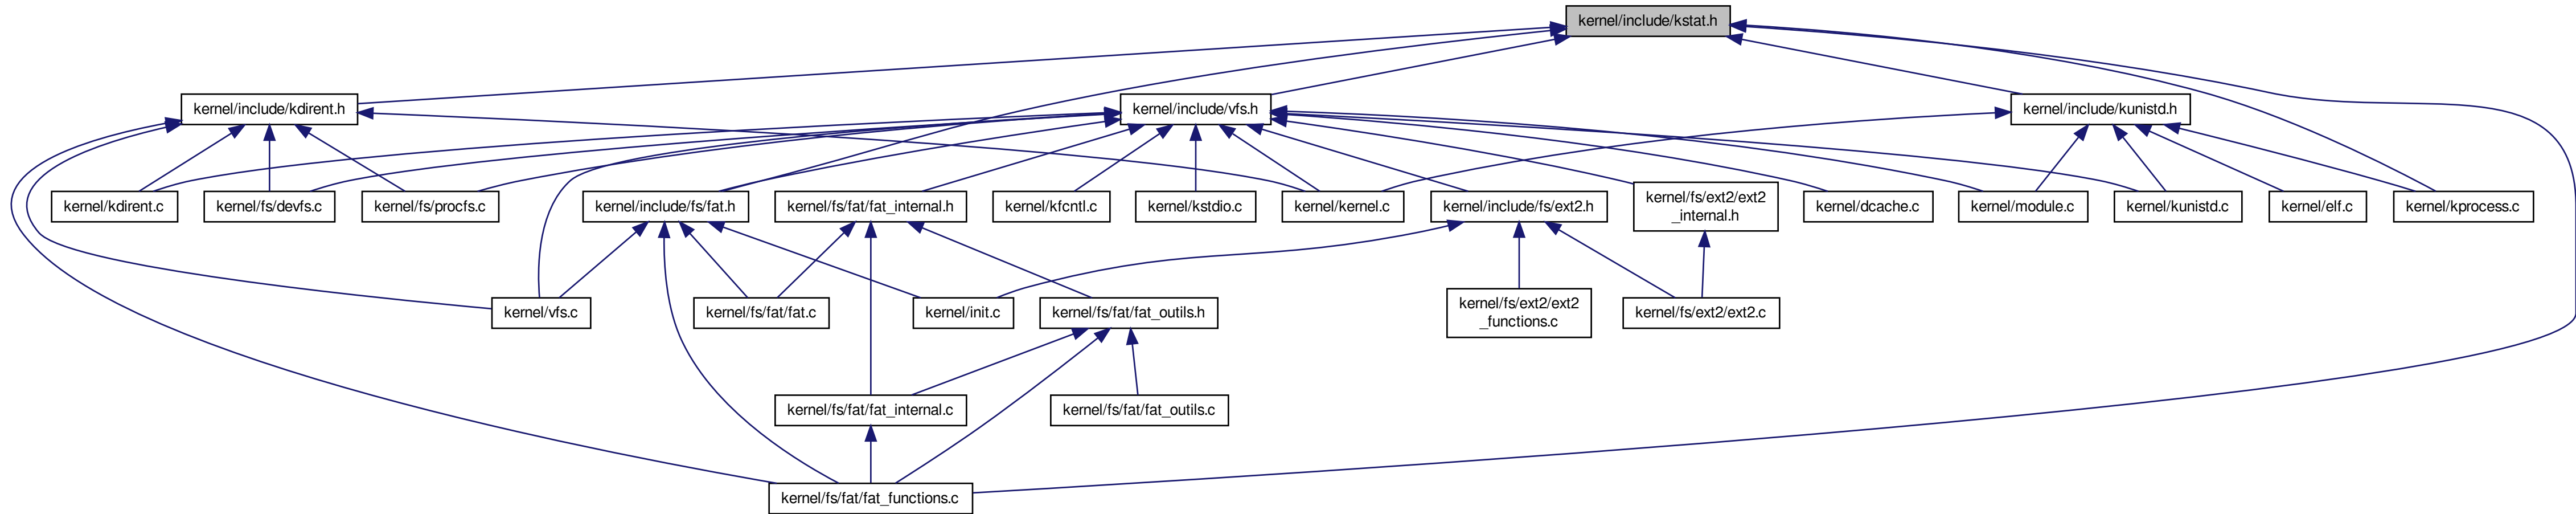 kernel/include/kstat.h
kernel/include/kdirent.h
kernel/include/vfs.h
kernel/include/kunistd.h
kernel/kdirent.c
kernel/fs/devfs.c
kernel/fs/procfs.c
kernel/include/fs/fat.h
kernel/fs/fat/fat_internal.h
kernel/kfcntl.c
kernel/kstdio.c
kernel/kernel.c
kernel/include/fs/ext2.h
kernel/fs/ext2/ext2
_internal.h
kernel/dcache.c
kernel/module.c
kernel/kunistd.c
kernel/elf.c
kernel/kprocess.c
kernel/vfs.c
kernel/fs/fat/fat.c
kernel/init.c
kernel/fs/fat/fat_outils.h
kernel/fs/ext2/ext2
_functions.c
kernel/fs/ext2/ext2.c
kernel/fs/fat/fat_internal.c
kernel/fs/fat/fat_outils.c
kernel/fs/fat/fat_functions.c